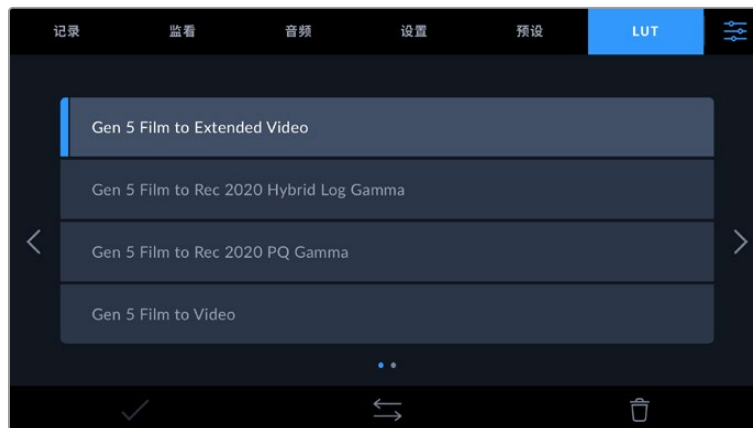 记录 监看 音频 设置 预设 LUT
Gen 5 Film to Extended Video
Gen 5 Film to Rec 2020 Hybrid Log Gamma
Gen 5 Film to Rec 2020 PQ Gamma
Gen 5 Film to Video